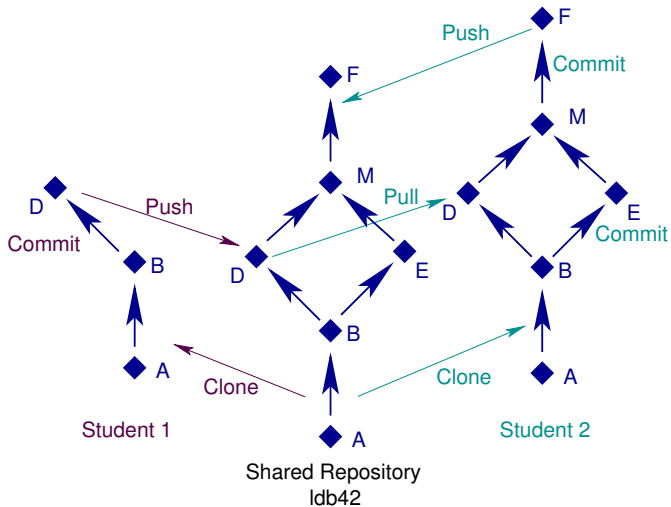 F
Push
Commit
F
M
M
D
Push
Pull
D
E
Commit
Commit
B
D
E
B
B
A
Clone
Clone
A
Student 1
A
Student 2
Shared Repository
ldb42